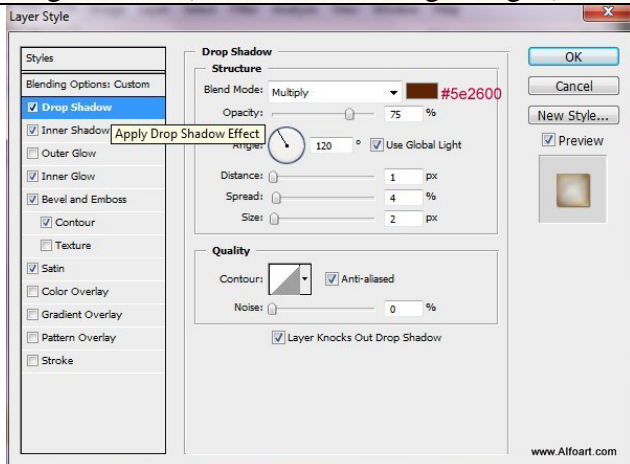 Layer Style
Styles
Blending Options: Custom
Drop Shadow
Inner Shadow
Apply Drop Shadow Effect
Outer Glow
Inner Glow
Bevel and Emboss
Contour
Texture
Satin
Color Overlay
Gradient Overlay
Pattern Overlay
Stroke
Drop Shadow
Structure
Blend Mode: Multiply #5e2600
Opacity: 75 %
Angle: 120 ° Use Global Light
Distance: 1 px
Spread: 4 %
Size: 2 px
Quality
Contour: Anti-aliased
Noise: 0 %
Layer Knocks Out Drop Shadow
OK
Cancel
New Style...
Preview
www.Alfoart.com